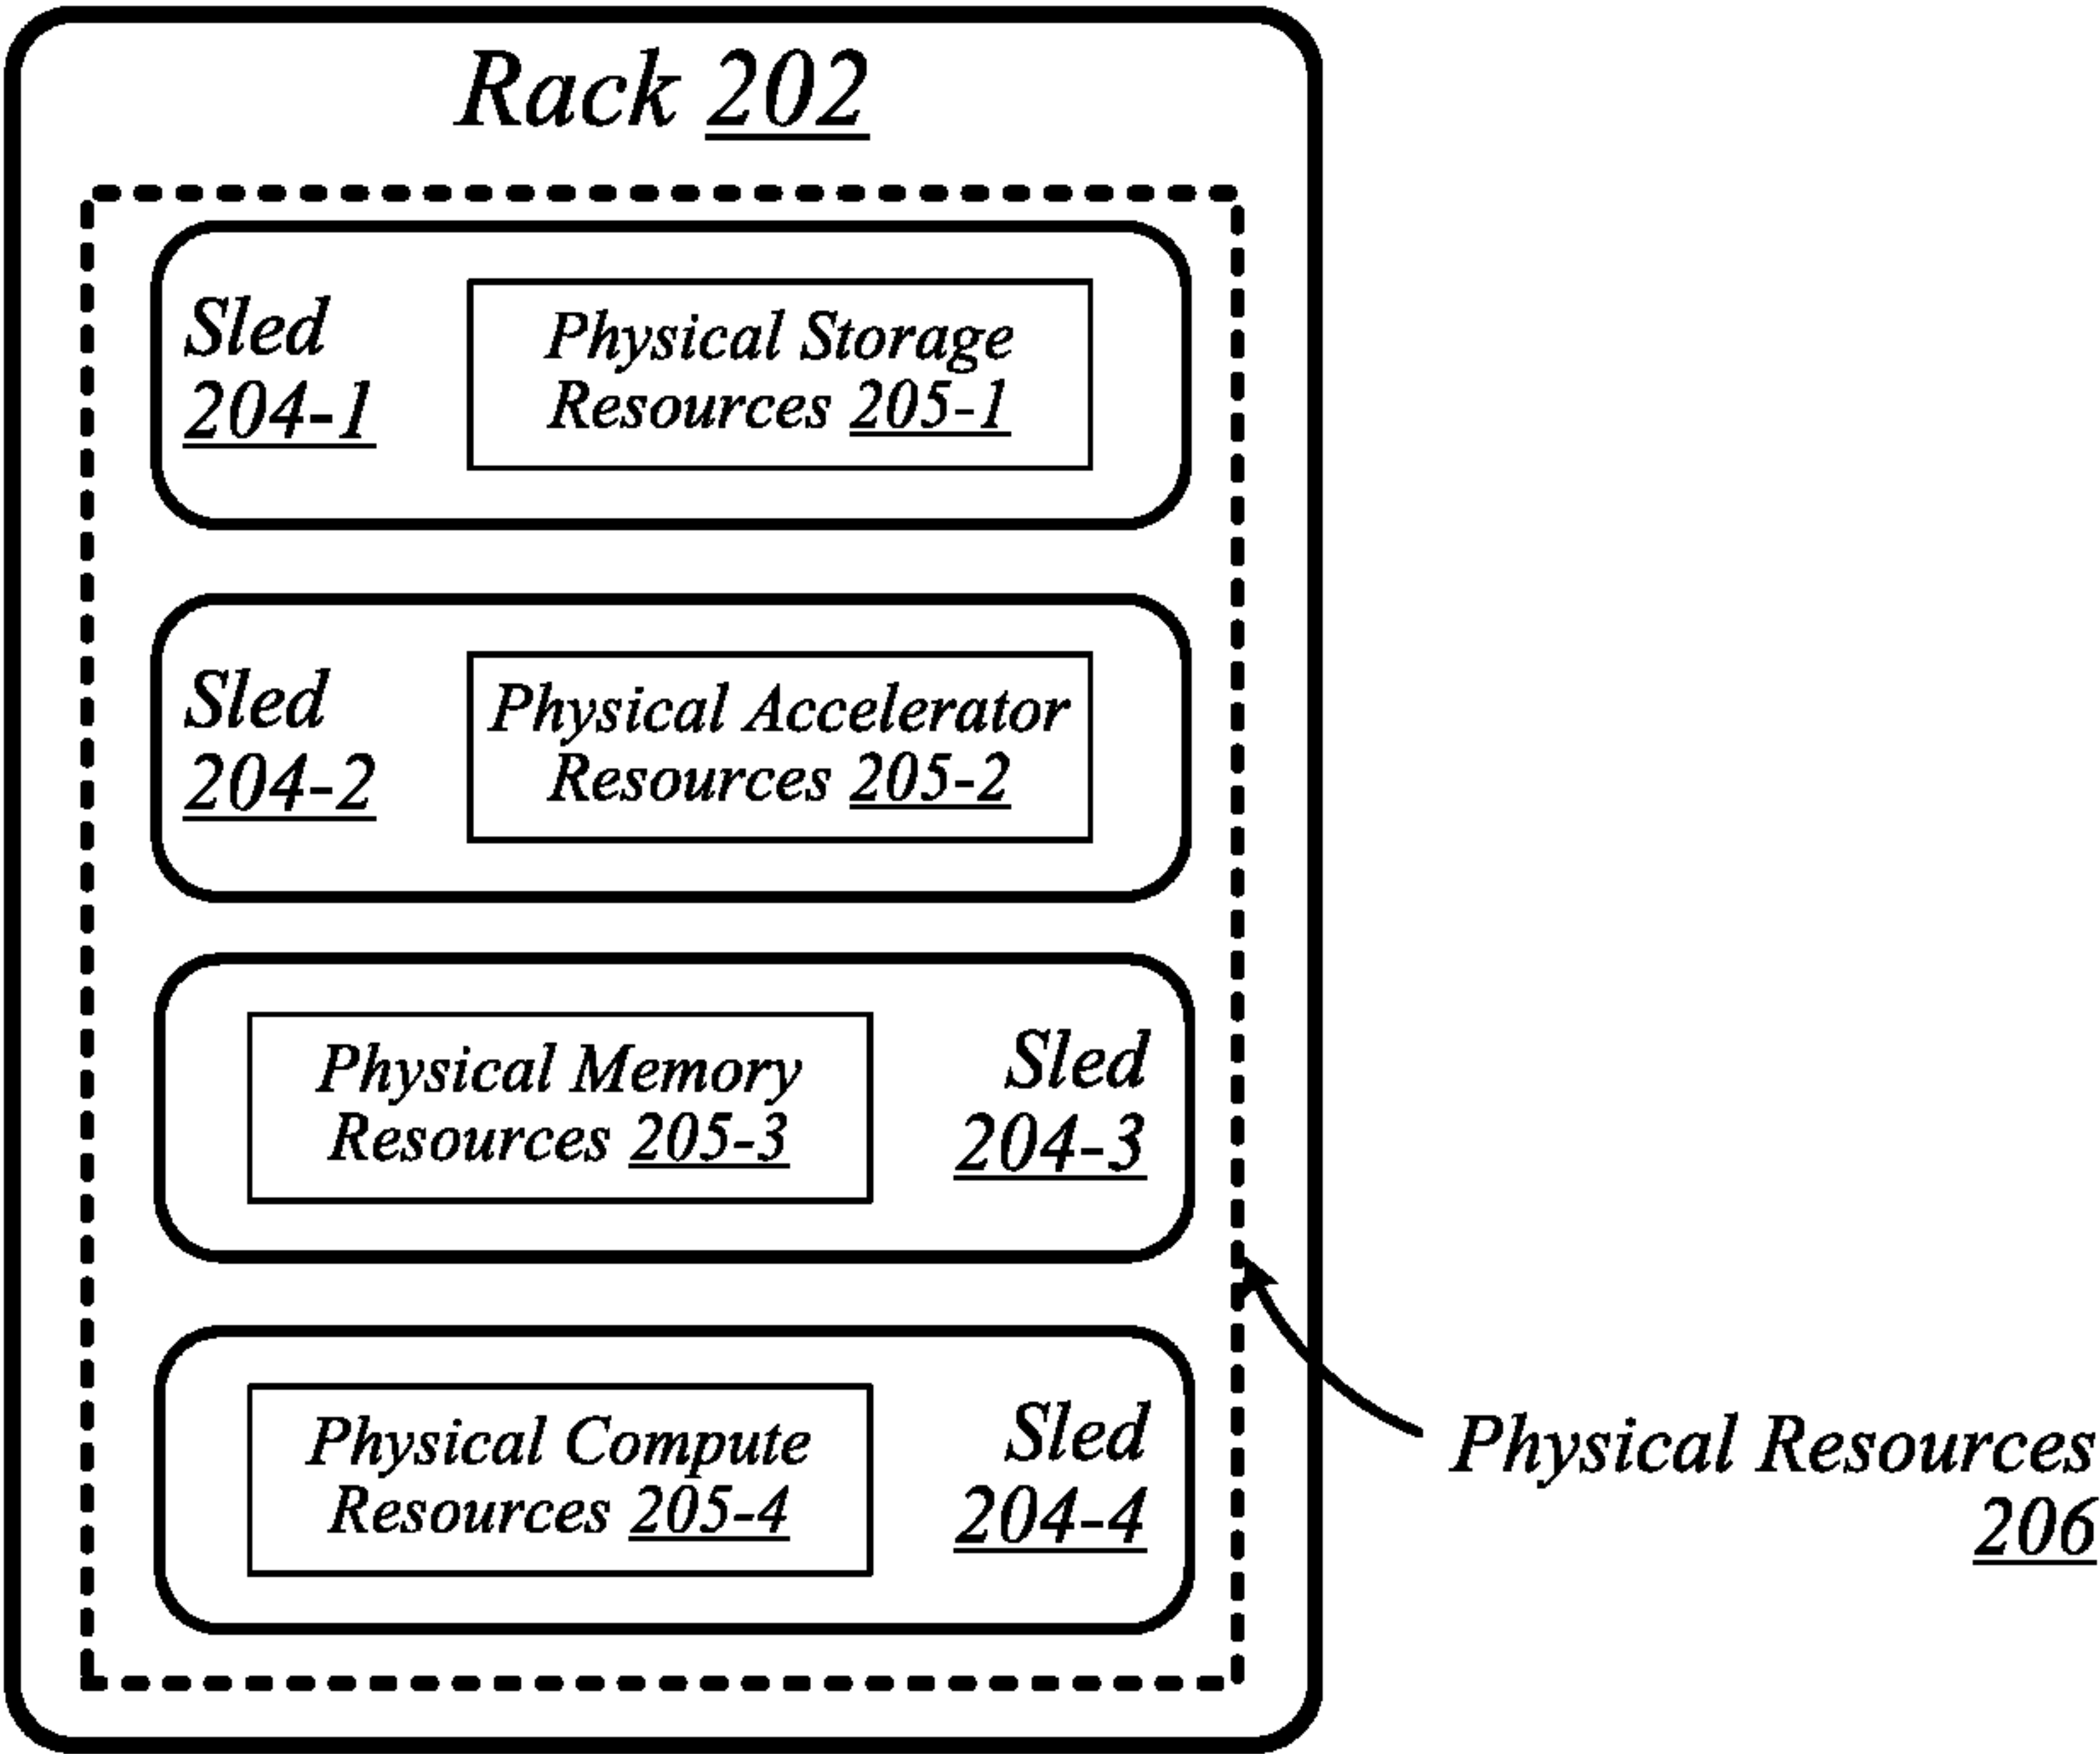 Rack 202
Sled
204-1
Physical Storage
Resources 205-1
Sled
204-2
Physical Accelerator
Resources 205-2
Physical Memory
Resources 205-3
Sled
204-3
Physical Compute
Resources 205-4
Sled
204-4
Physical Resources
206